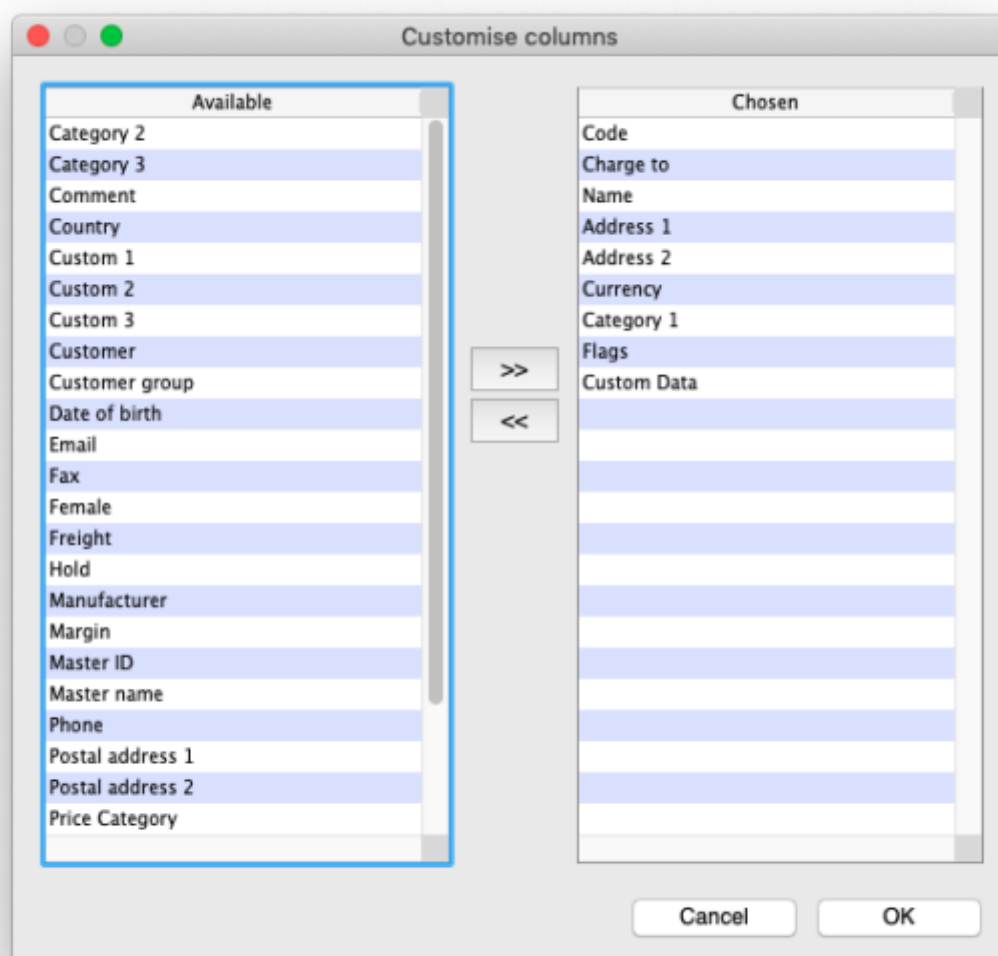 Customise columns
Available
Category 2
Category 3
Comment
Country
Custom 1
Custom 2
Custom 3
Customer
Customer group
Date of birth
Email
Fax
Female
Freight
Hold
Manufacturer
Margin
Master ID
Master name
Phone
Postal address 1
Postal address 2
Price Category
>>
<<
Chosen
Code
Charge to
Name
Address 1
Address 2
Currency
Category 1
Flags
Custom Data
Cancel
OK